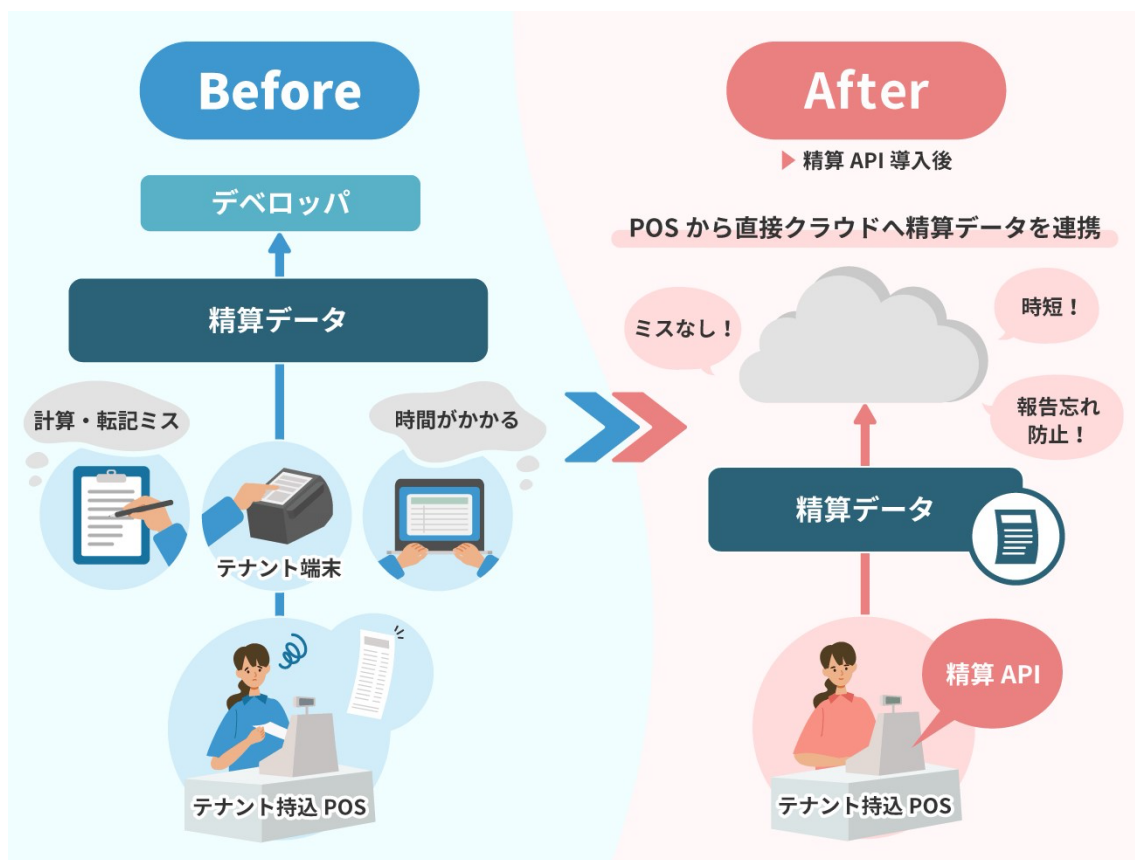 Before
デベロッパ
精算データ
計算・転記ミス
時間がかかる
テナント端末
テナント持込 POS
After
精算 API 導入後
POS から直接クラウドへ精算データを連携
ミスなし！
時短！
報告忘れ
防止！
精算データ
精算 API
テナント持込 POS